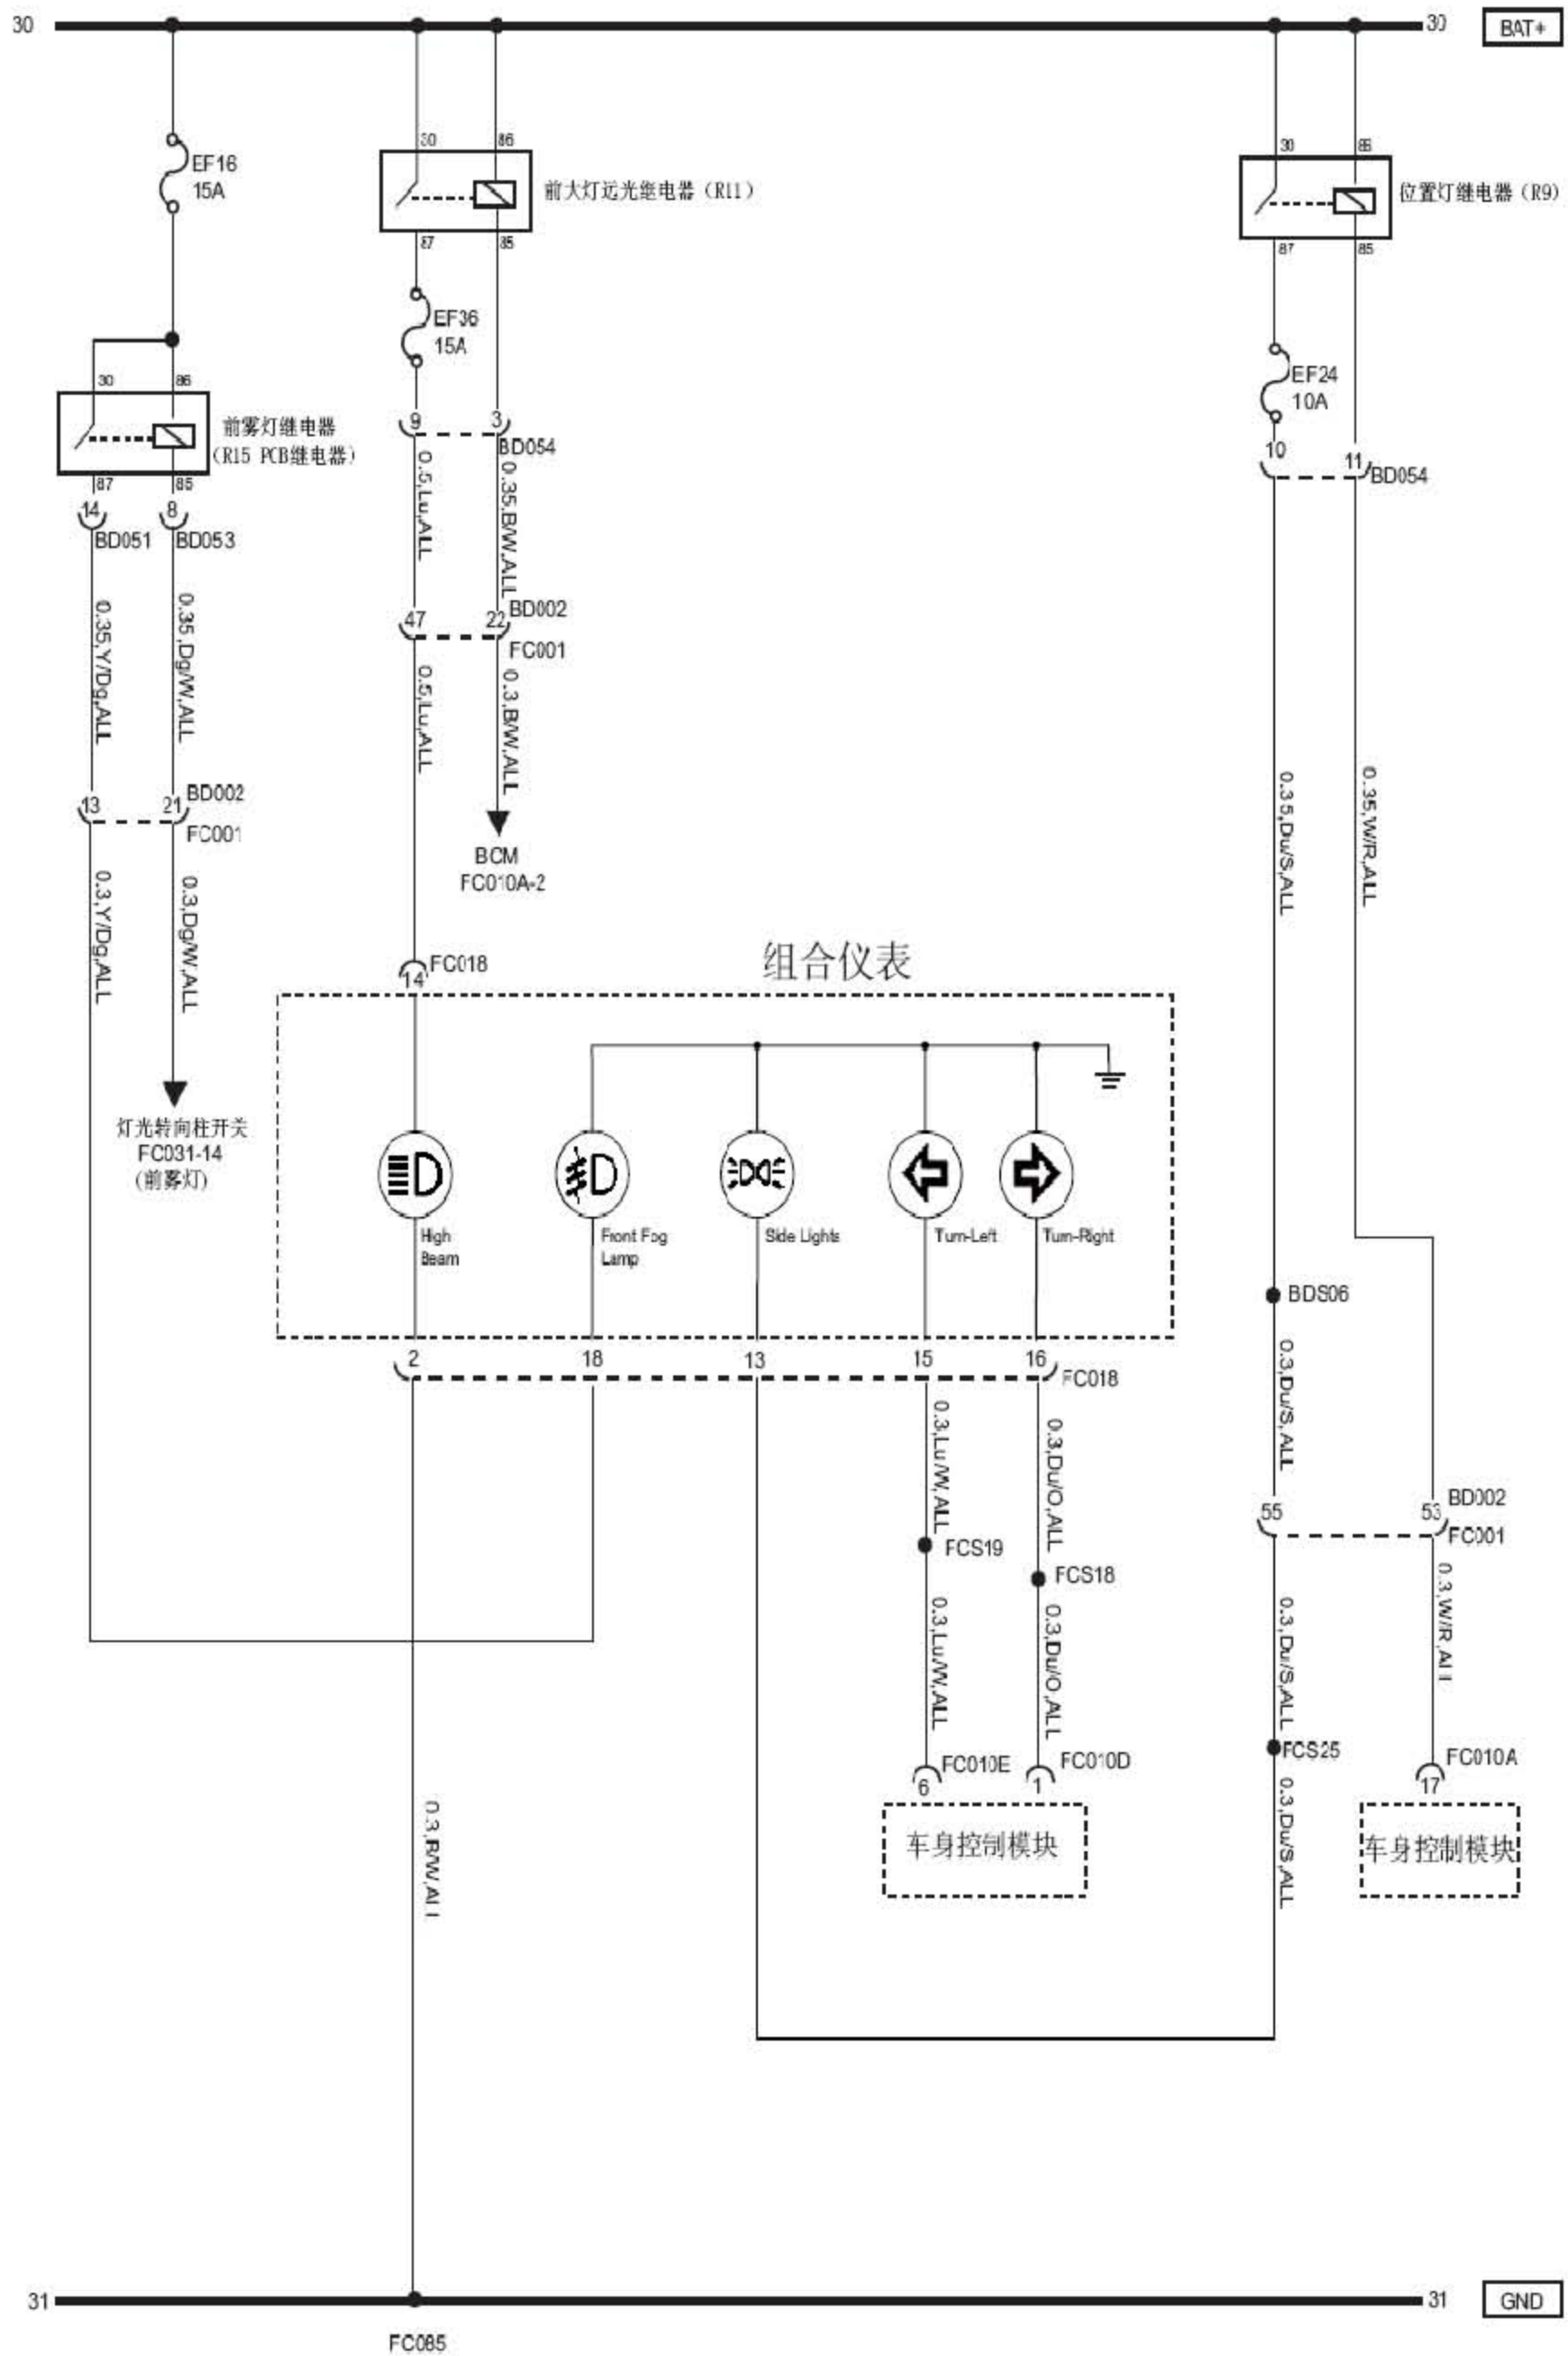 30
30
BAT+
EF16
15A
30
86
前大灯远光继电器（R11）
87
85
30
86
位置灯继电器（R9）
87
85
EF36
15A
EF24
10A
30
86
前雾灯继电器
（R15 PCB继电器）
87
85
14
8
BD051
BD053
9
3
BD054
10
11
BD054
0.5,Lu,ALL
0.35,B/W,ALL
0.35,Y/Dg,ALL
0.35,Dg/W,ALL
47
22
BD002
FC001
0.5,Lu,ALL
0.3,B/W,ALL
13
21
BD002
FC001
BCM
FC010A-2
0.35,Du/S,ALL
0.35,W/R,ALL
0.3,Y/Dg,ALL
0.3,Dg/W,ALL
FC018
14
组合仪表
灯光转向柱开关
FC031-14
(前雾灯)
High
Beam
Front Fog
Lamp
Side Lights
Turn-Left
Turn-Right
BDS06
2
18
13
15
16
FC018
0.3,Du/S,ALL
0.3,Lu/W,ALL
0.3,Du/O,ALL
55
53
BD002
FC001
FCS19
FCS18
0.3,Lu/W,ALL
0.3,Du/O,ALL
0.3,Du/S,ALL
0.3,W/R,ALL
FCS25
FC010E
6
FC010D
1
FC010A
17
车身控制模块
车身控制模块
0.3,Du/S,ALL
31
31
GND
FC085